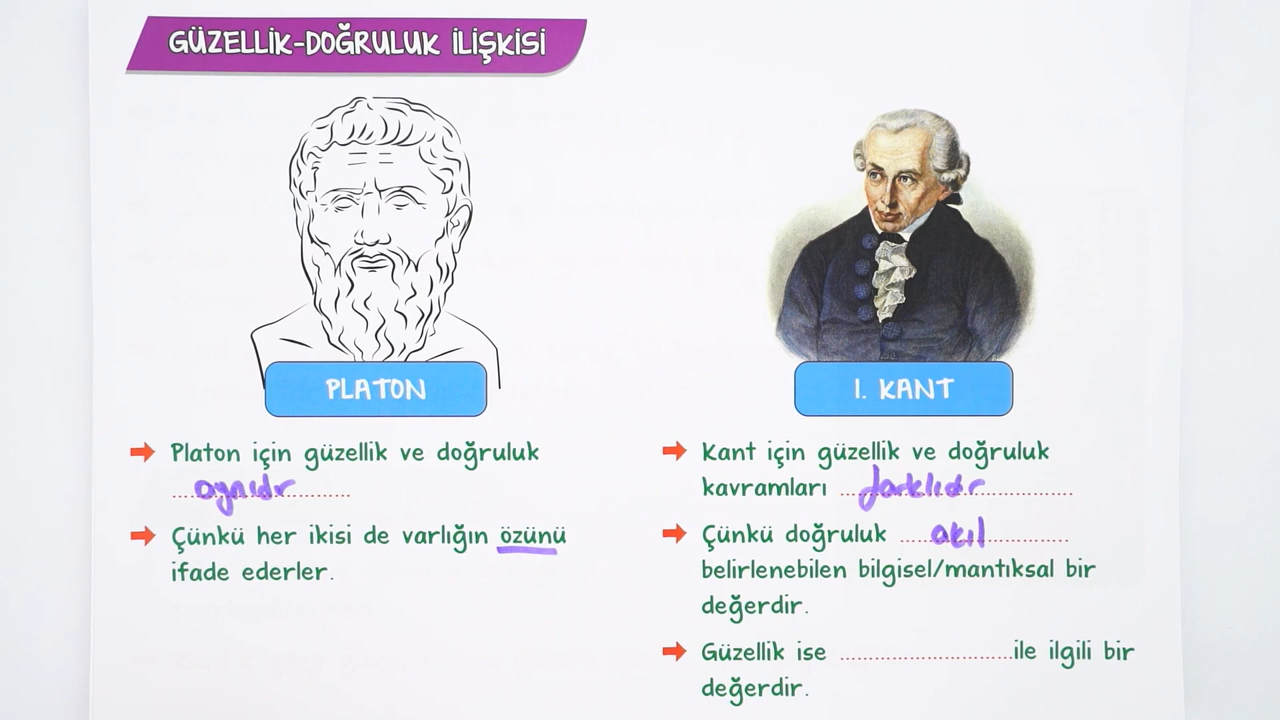 GÜZELLİK-DOĞRULUK İLİŞKİSİ
PLATON
Platon için güzellik ve doğruluk
aynıdır
Çünkü her ikisi de varlığın özünü
ifade ederler.
I. KANT
Kant için güzellik ve doğruluk
kavramları farklıdır
Çünkü doğruluk akıl
belirlenebilen bilgisel/mantıksal bir
değerdir.
Güzellik ise ........................... ile ilgili bir
değerdir.